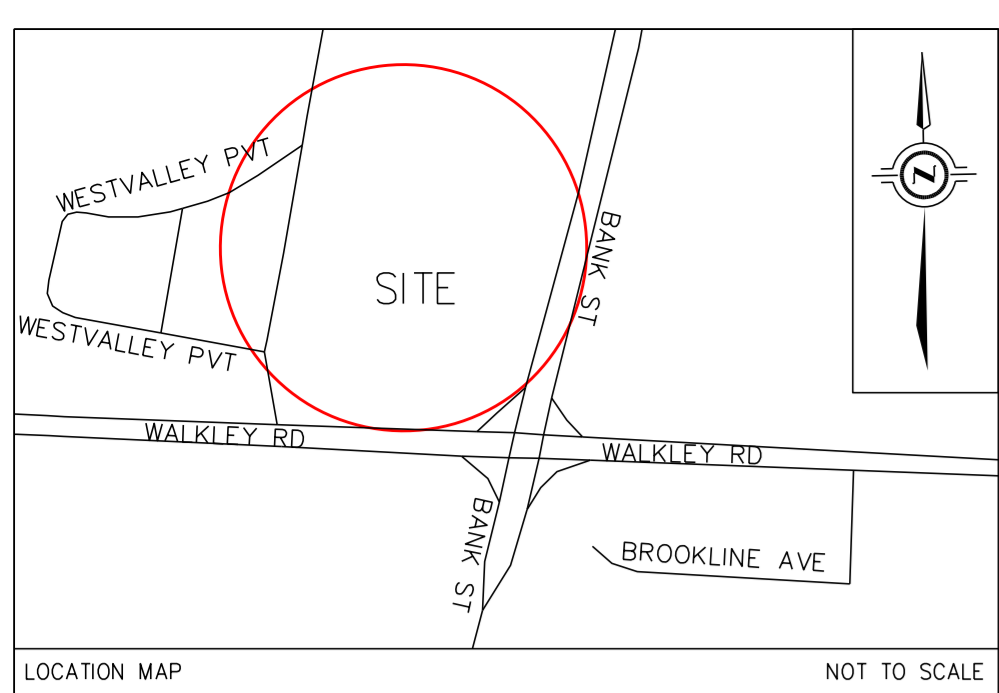 WESTVALLEY PVT
BANK ST
SITE
WESTVALLEY PVT
WALKLEY RD
WALKLEY RD
BANK ST
BROOKLINE AVE
LOCATION MAP
NOT TO SCALE
N